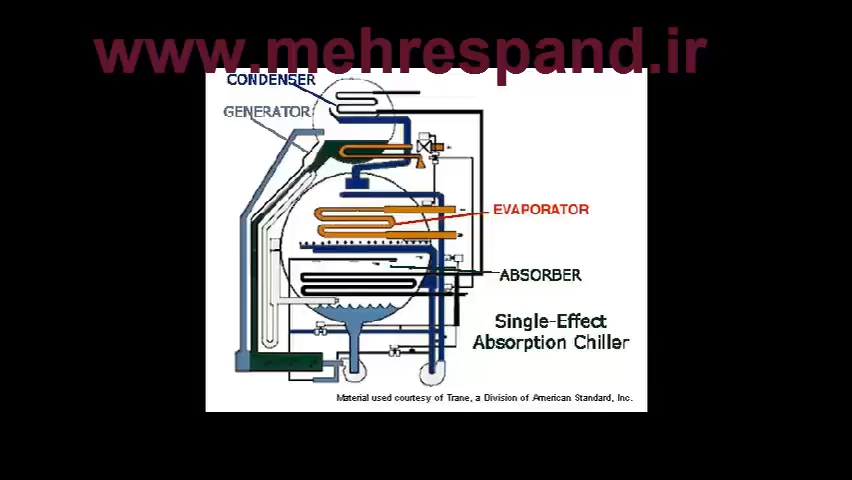 www.mehrespand.ir
CONDENSER
GENERATOR
EVAPORATOR
ABSORBER
Single-Effect
Absorption Chiller
Material used courtesy of Trane, a Division of American Standard, Inc.